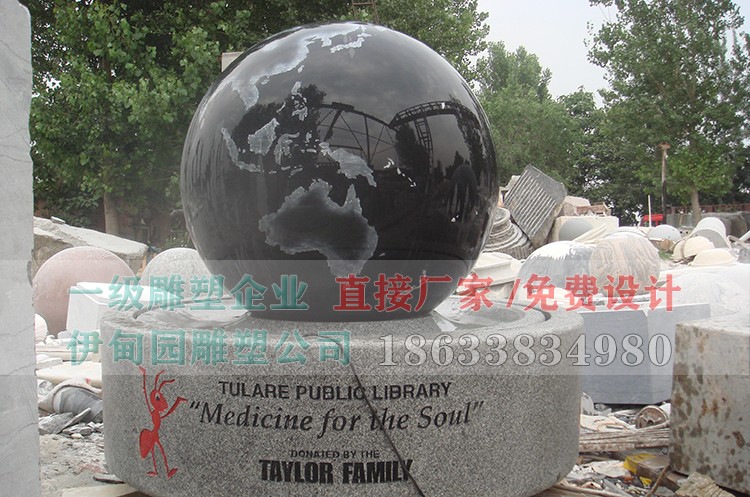 一级雕塑企业 直接厂家/免费设计
伊甸园雕塑公司 18633834980
TULARE PUBLIC LIBRARY
"Medicine for the Soul"
DONATED BY THE
TAYLOR FAMILY